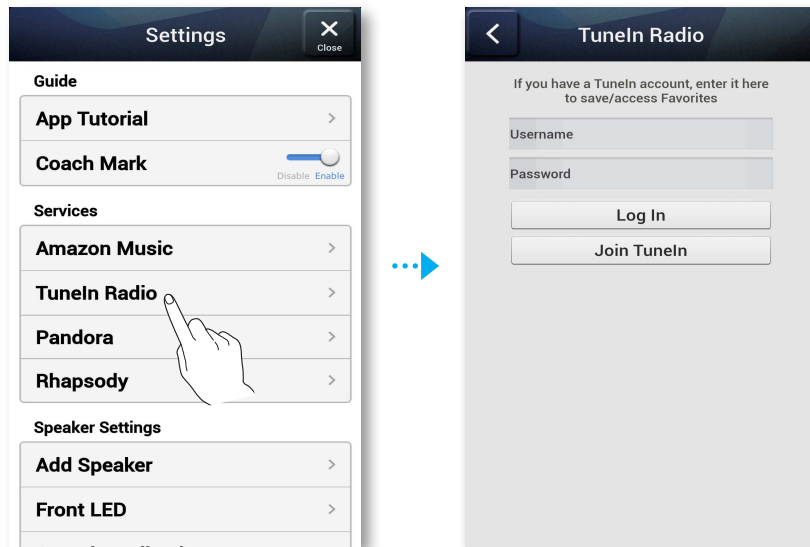 Settings
Close
Guide
App Tutorial
Coach Mark
Disable Enable
Services
Amazon Music
TuneIn Radio
Pandora
Rhapsody
Speaker Settings
Add Speaker
Front LED
TuneIn Radio
If you have a TuneIn account, enter it here
to save/access Favorites
Username
Password
Log In
Join TuneIn